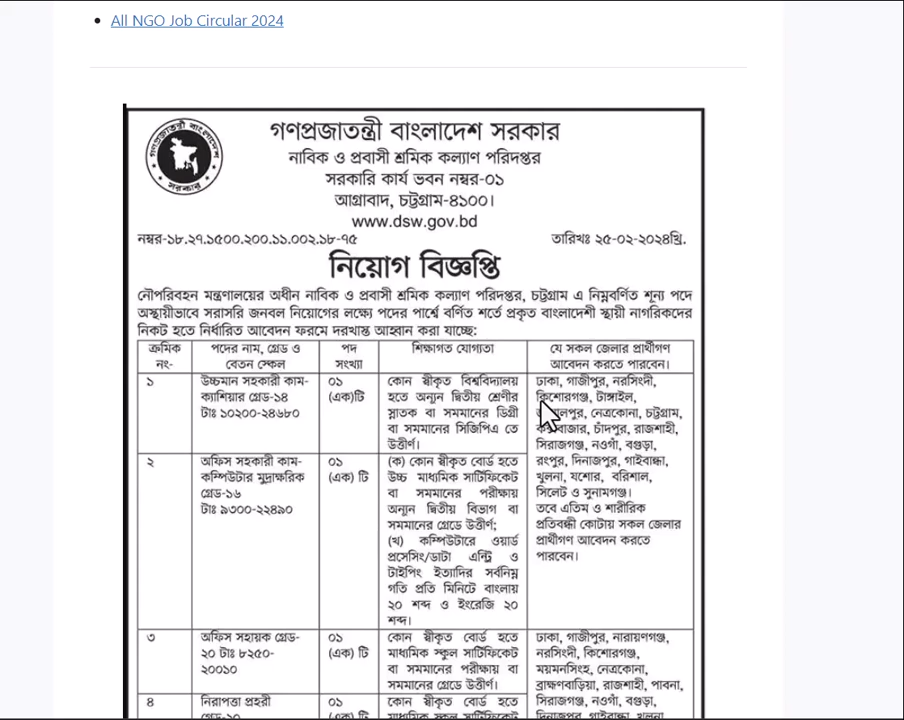 All NGO Job Circular 2024
গণপ্রজাতন্ত্রী বাংলাদেশ সরকার
নাবিক ও প্রবাসী শ্রমিক কল্যাণ পরিদপ্তর
সরকারি কার্য ভবন নম্বর-০১
আগ্রাবাদ, চট্টগ্রাম-৪১০০।
www.dsw.gov.bd
নম্বর-১৮.২৭.১৫০০.২০০.১১.০০২.১৮-৭৫ তারিখঃ ২৫-০২-২০২৪খ্রি.
নিয়োগ বিজ্ঞপ্তি
নৌপরিবহন মন্ত্রণালয়ের অধীন নাবিক ও প্রবাসী শ্রমিক কল্যাণ পরিদপ্তর, চট্টগ্রাম এ নিম্নবর্ণিত শূন্য পদে
অস্থায়ীভাবে সরাসরি জনবল নিয়োগের লক্ষ্যে পদের পার্শ্বে বর্ণিত শর্তে প্রকৃত বাংলাদেশী স্থায়ী নাগরিকদের
নিকট হতে নির্ধারিত আবেদন ফরমে দরখাস্ত আহ্বান করা যাচ্ছে:
ক্রমিক নং-
পদের নাম, গ্রেড ও
বেতন স্কেল
পদ
সংখ্যা
শিক্ষাগত যোগ্যতা
যে সকল জেলার প্রার্থীগণ
আবেদন করতে পারবেন।
১
উচ্চমান সহকারী কাম-
ক্যাশিয়ার গ্রেড-১৪
টাঃ ১০২০০-২৪৬৮০
০১
(এক)টি
কোন স্বীকৃত বিশ্ববিদ্যালয়
হতে অন্যুন দ্বিতীয় শ্রেণীর
স্নাতক বা সমমানের ডিগ্রী
বা সমমানের সিজিপিএ তে
উত্তীর্ণ।
ঢাকা, গাজীপুর, নরসিংদী,
কিশোরগঞ্জ, টাঙ্গাইল,
নেত্রকোনা, চট্টগ্রাম,
চাঁদপুর, রাজশাহী,
সিরাজগঞ্জ, নওগাঁ, বগুড়া,
রংপুর, দিনাজপুর, গাইবান্ধা,
খুলনা, যশোর, বরিশাল,
সিলেট ও সুনামগঞ্জ।
তবে এতিম ও শারীরিক
প্রতিবন্ধী কোটায় সকল জেলার
প্রার্থীগণ আবেদন করতে
পারবেন।
২
অফিস সহকারী কাম-
কম্পিউটার মুদ্রাক্ষরিক
গ্রেড-১৬
টাঃ ৯৩০০-২২৪৯০
০১
(এক) টি
(ক) কোন স্বীকৃত বোর্ড হতে
উচ্চ মাধ্যমিক সার্টিফিকেট
বা সমমানের পরীক্ষায়
অন্যুন দ্বিতীয় বিভাগ বা
সমমানের গ্রেডে উত্তীর্ণ;
(খ) কম্পিউটারে ওয়ার্ড
প্রসেসিং/ডাটা এন্ট্রি ও
টাইপিং ইত্যাদির সর্বনিম্ন
গতি প্রতি মিনিটে বাংলায়
২০ শব্দ ও ইংরেজি ২০
শব্দ।
৩
অফিস সহায়ক গ্রেড-
২০ টাঃ ৮২৫০-
২০০১০
০১
(এক) টি
কোন স্বীকৃত বোর্ড হতে
মাধ্যমিক স্কুল সার্টিফিকেট
বা সমমানের পরীক্ষায় বা
সমমানের গ্রেডে উত্তীর্ণ।
ঢাকা, গাজীপুর, নারায়ণগঞ্জ,
নরসিংদী, কিশোরগঞ্জ,
ময়মনসিংহ, নেত্রকোনা,
ব্রাহ্মণবাড়িয়া, রাজশাহী, পাবনা,
সিরাজগঞ্জ, নওগাঁ, বগুড়া,
৪
নিরাপত্তা প্রহরী
০১
কোন স্বীকৃত বোর্ড হতে